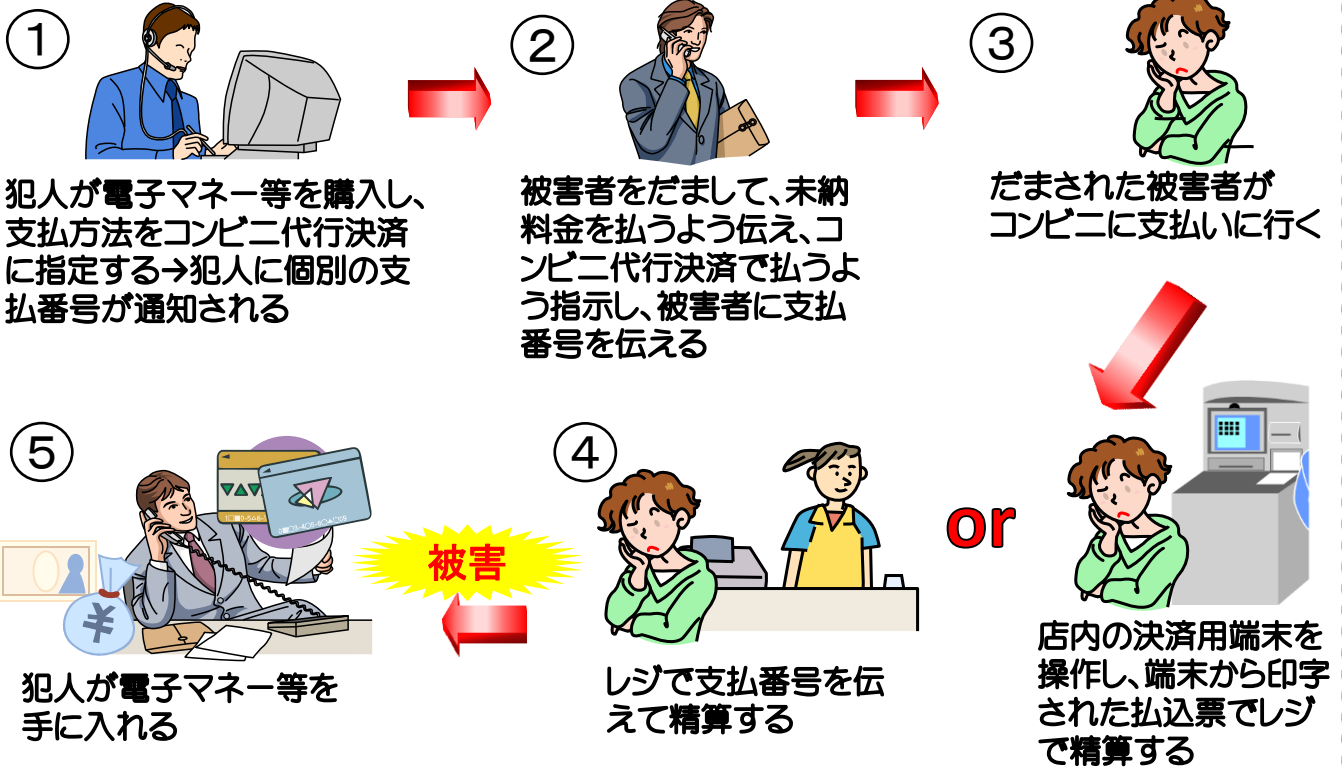 ①
犯人が電子マネー等を購入し、
支払方法をコンビニ代行決済
に指定する→犯人に個別の支
払番号が通知される
②
被害者をだまして、未納
料金を払うよう伝え、コ
ンビニ代行決済で払うよ
う指示し、被害者に支払
番号を伝える
③
だまされた被害者が
コンビニに支払いに行く
④
レジで支払番号を伝
えて精算する
or
店内の決済用端末を
操作し、端末から印字
された払込票でレジ
で精算する
被害
⑤
¥
犯人が電子マネー等を
手に入れる